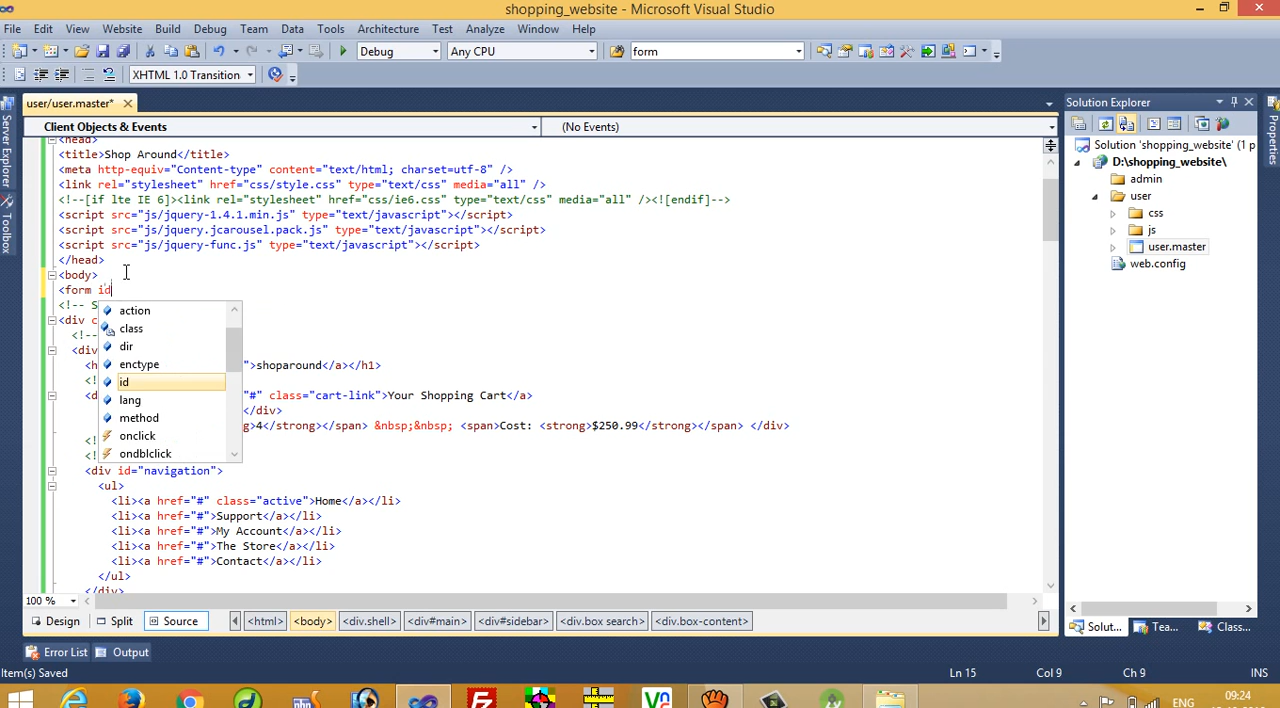 shopping_website - Microsoft Visual Studio
File Edit View Website Build Debug Team Data Tools Architecture Test Analyze Window Help
Debug Any CPU form
XHTML 1.0 Transition
user/user.master*
Client Objects & Events (No Events)
<head>
<title>Shop Around</title>
<meta http-equiv="Content-type" content="text/html; charset=utf-8" />
<link rel="stylesheet" href="css/style.css" type="text/css" media="all" />
<!--[if lte IE 6]><link rel="stylesheet" href="css/ie6.css" type="text/css" media="all" /><![endif]-->
<script src="js/jquery-1.4.1.min.js" type="text/javascript"></script>
<script src="js/jquery.jcarousel.pack.js" type="text/javascript"></script>
<script src="js/jquery-func.js" type="text/javascript"></script>
</head>
<body>
<form id
<!-- S
<div c
<!--
<div
<h ">shoparound</a></h1>
<!
<d "#" class="cart-link">Your Shopping Cart</a>
</div>
g>4</strong></span> &nbsp;&nbsp; <span>Cost: <strong>$250.99</strong></span> </div>
<!
<!
<div id="navigation">
<ul>
<li><a href="#" class="active">Home</a></li>
<li><a href="#">Support</a></li>
<li><a href="#">My Account</a></li>
<li><a href="#">The Store</a></li>
<li><a href="#">Contact</a></li>
</ul>
</div>
action
class
dir
enctype
id
lang
method
onclick
ondblclick
100 %
Design Split Source <html> <body> <div.shell> <div#main> <div#sidebar> <div.box search> <div.box-content>
Error List Output
Item(s) Saved Ln 15 Col 9 Ch 9 INS
Server Explorer
Toolbox
Solution Explorer
Solution 'shopping_website' (1 p
D:\shopping_website\
admin
user
css
js
user.master
web.config
Solut... Tea... Class...
Properties
ENG
09:24